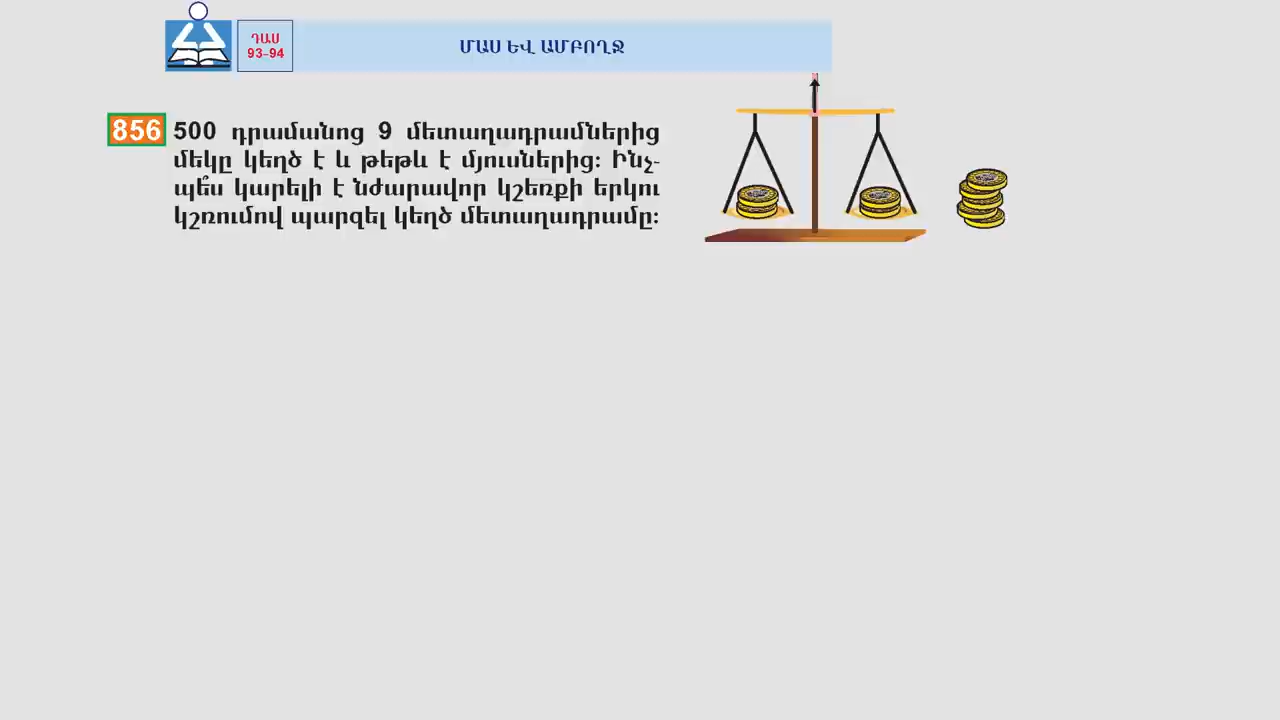 ԴԱՍ
93-94
ՄԱՍ ԵՎ ԱՄԲՈՂՋ
856 500 դրամանոց 9 մետաղադրամներից
մեկը կեղծ է և թեթև է մյուսներից: Ինչ-
պե՞ս կարելի է նժարավոր կշեռքի երկու
կշռումով պարզել կեղծ մետաղադրամը: